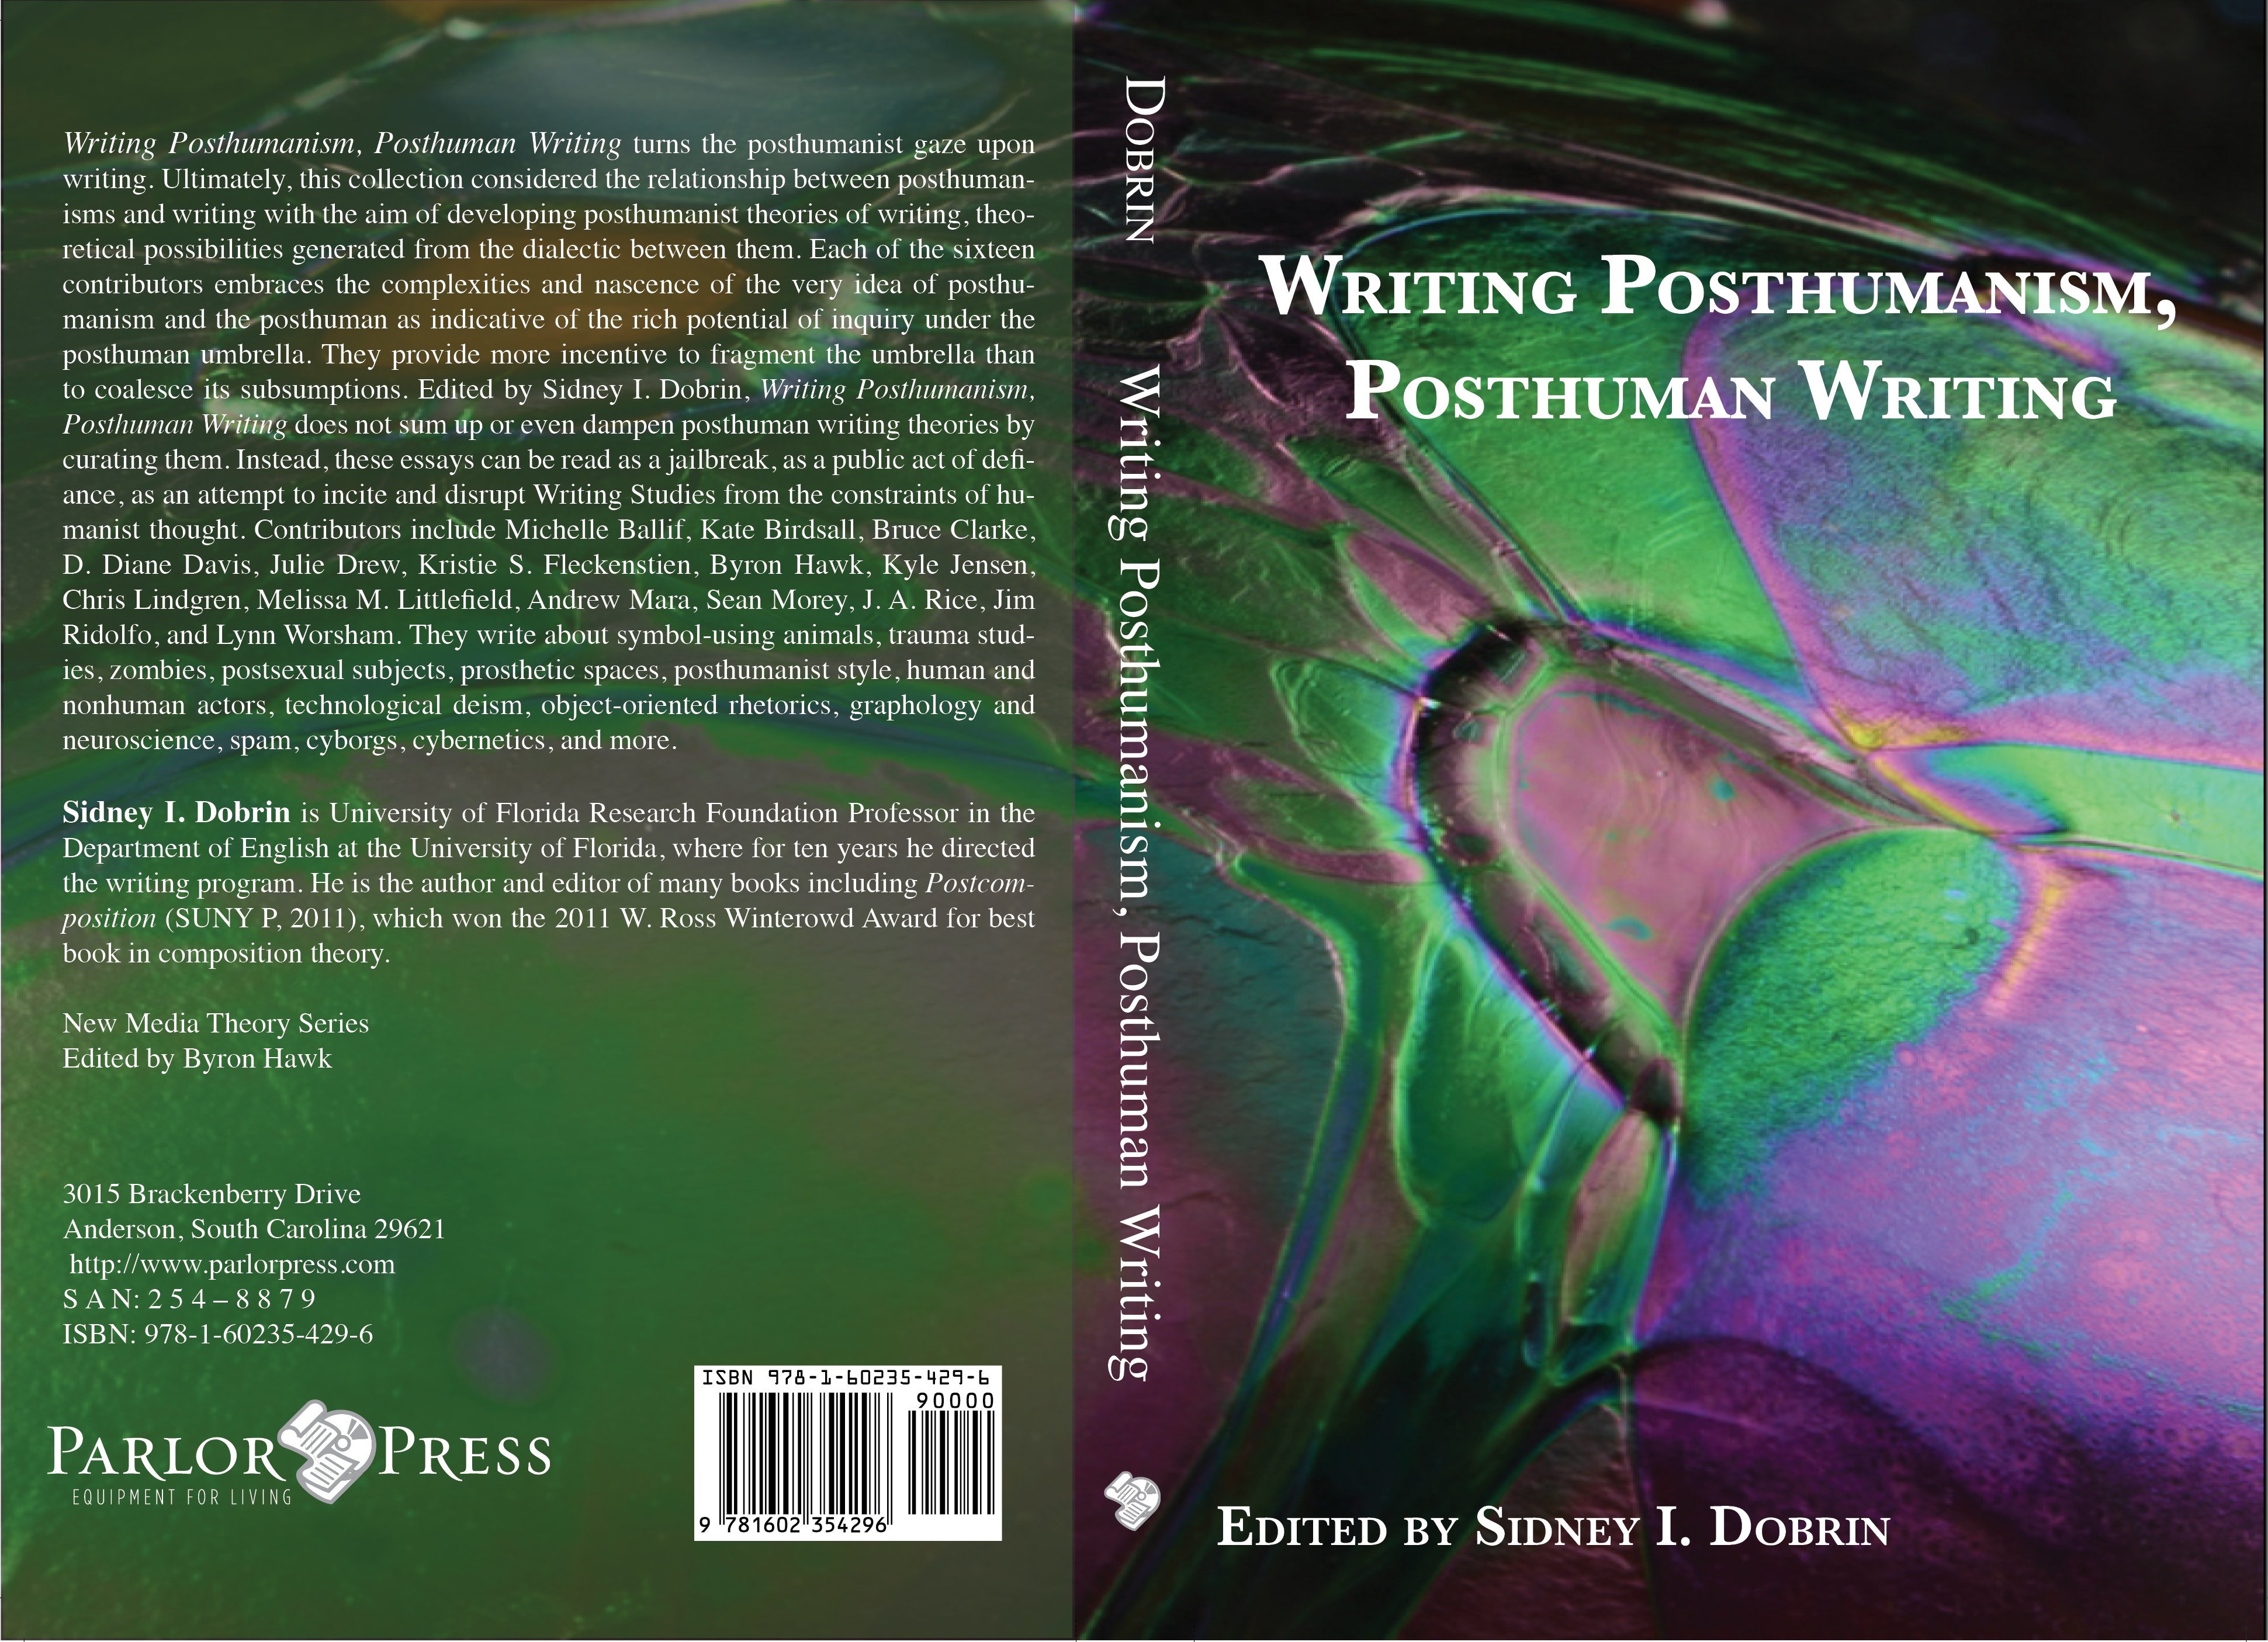 Writing Posthumanism, Posthuman Writing turns the posthumanist gaze upon
writing. Ultimately, this collection considered the relationship between posthuman-
isms and writing with the aim of developing posthumanist theories of writing, theo-
retical possibilities generated from the dialectic between them. Each of the sixteen
contributors embraces the complexities and nascence of the very idea of posthu-
manism and the posthuman as indicative of the rich potential of inquiry under the
posthuman umbrella. They provide more incentive to fragment the umbrella than
to coalesce its subsumptions. Edited by Sidney I. Dobrin, Writing Posthumanism,
Posthuman Writing does not sum up or even dampen posthuman writing theories by
curating them. Instead, these essays can be read as a jailbreak, as a public act of defi-
ance, as an attempt to incite and disrupt Writing Studies from the constraints of hu-
manist thought. Contributors include Michelle Ballif, Kate Birdsall, Bruce Clarke,
D. Diane Davis, Julie Drew, Kristie S. Fleckenstien, Byron Hawk, Kyle Jensen,
Chris Lindgren, Melissa M. Littlefield, Andrew Mara, Sean Morey, J. A. Rice, Jim
Ridolfo, and Lynn Worsham. They write about symbol-using animals, trauma stud-
ies, zombies, postsexual subjects, prosthetic spaces, posthumanist style, human and
nonhuman actors, technological deism, object-oriented rhetorics, graphology and
neuroscience, spam, cyborgs, cybernetics, and more.
Sidney I. Dobrin is University of Florida Research Foundation Professor in the
Department of English at the University of Florida, where for ten years he directed
the writing program. He is the author and editor of many books including Postcom-
position (SUNY P, 2011), which won the 2011 W. Ross Winterowd Award for best
book in composition theory.
New Media Theory Series
Edited by Byron Hawk
3015 Brackenberry Drive
Anderson, South Carolina 29621
http://www.parlorpress.com
S A N: 2 5 4 – 8 8 7 9
ISBN: 978-1-60235-429-6
PARLOR PRESS
EQUIPMENT FOR LIVING
ISBN 978-1-60235-429-6
90000
9 781602 354296
DOBRIN
Writing Posthumanism, Posthuman Writing
WRITING POSTHUMANISM,
POSTHUMAN WRITING
EDITED BY SIDNEY I. DOBRIN